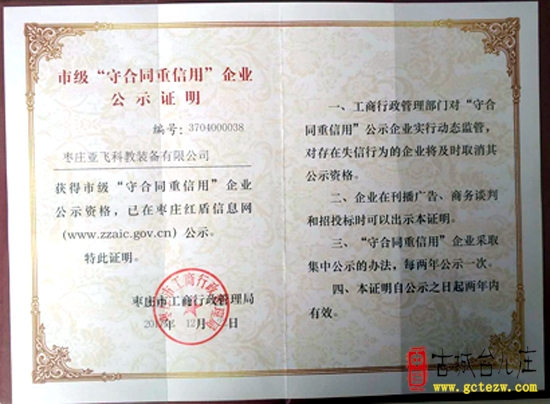 市级“守合同重信用”企业
公示证明
编号：3704000038
枣庄亚飞科教装备有限公司
获得市级“守合同重信用”企业
公示资格，已在枣庄红盾信息网
(www.zzaic.gov.cn) 公示。
特此证明。
枣庄市工商行政管理局
年12月 日
一、工商行政管理部门对“守合
同重信用”公示企业实行动态监管，
对存在失信行为的企业将及时取消其
公示资格。
二、企业在刊播广告、商务谈判
和招投标时可以出示本证明。
三、“守合同重信用”企业采取
集中公示的办法，每两年公示一次。
四、本证明自公示之日起两年内
有效。
古城台儿庄
www.gctezw.com